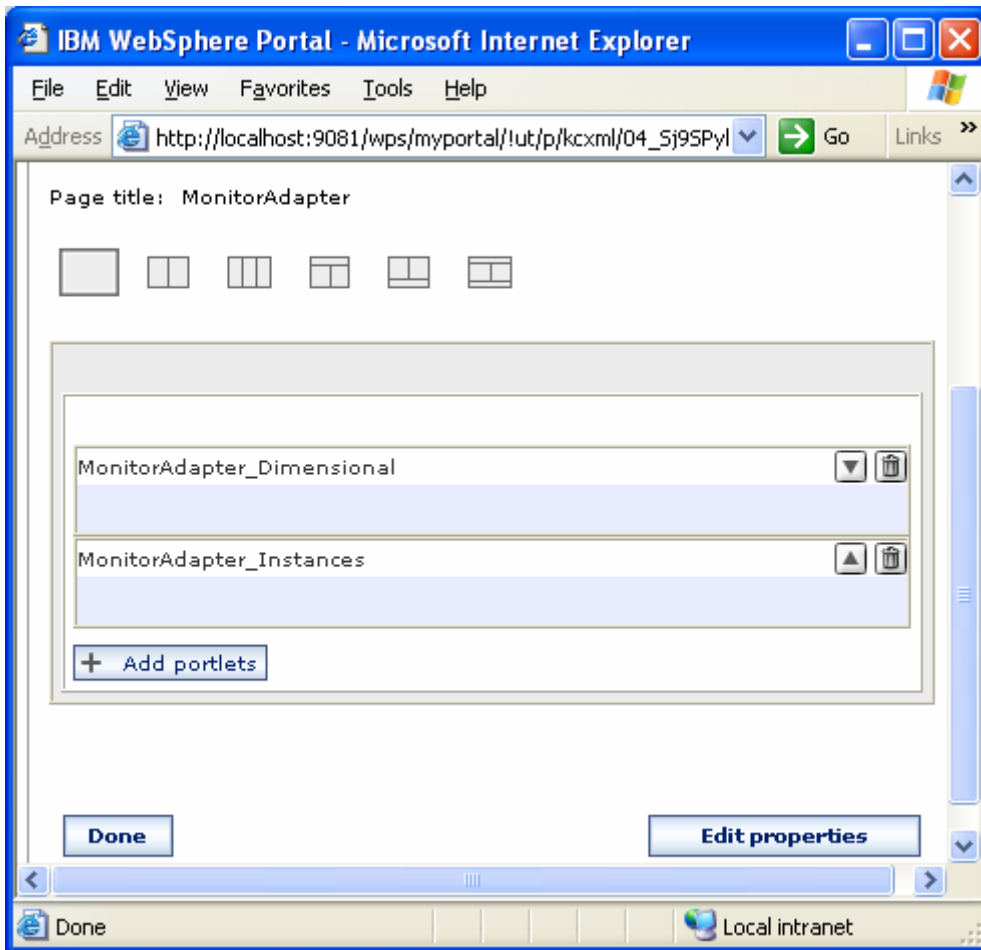 IBM WebSphere Portal - Microsoft Internet Explorer
File Edit View Favorites Tools Help
Address http://localhost:9081/wps/myportal/!ut/p/kcxml/04_Sj9SPyl Go Links »
Page title: MonitorAdapter
MonitorAdapter_Dimensional
MonitorAdapter_Instances
+ Add portlets
Done Edit properties
Done Local intranet